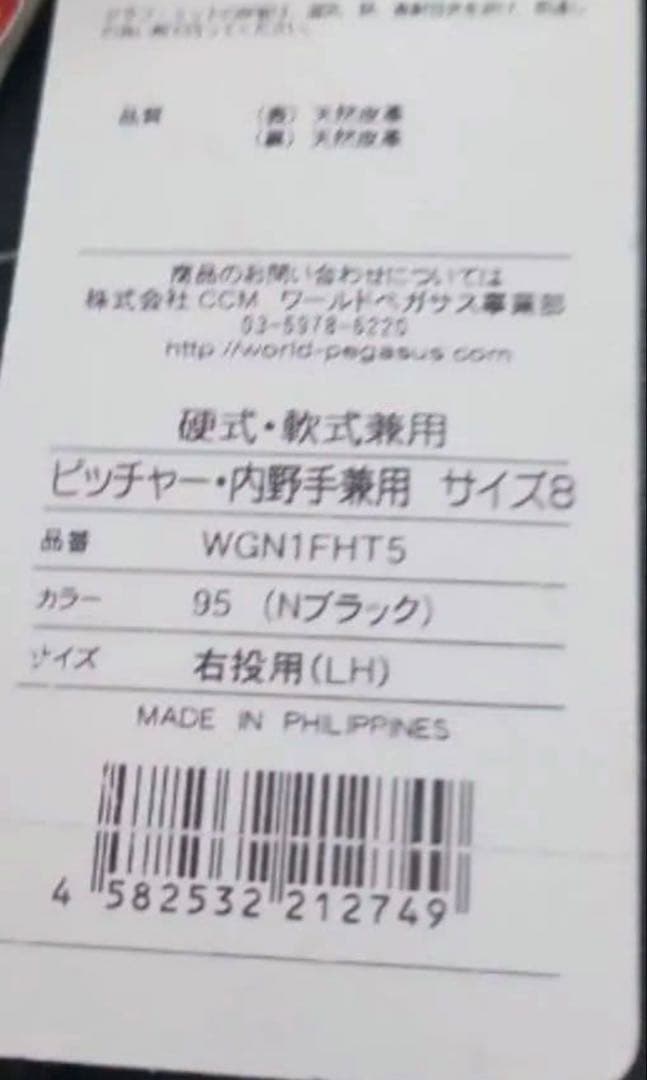 品質 (表) 天然皮革
(裏) 天然皮革
商品のお問い合わせについては
株式会社 CCM ワールドペガサス事業部
03-5978-5220
http://world-pegasus.com
硬式・軟式兼用
ピッチャー・内野手兼用 サイズ8
品番 WGN1FHT5
カラー 95 (Nブラック)
サイズ 右投用(LH)
MADE IN PHILIPPINES
4 582532 212749